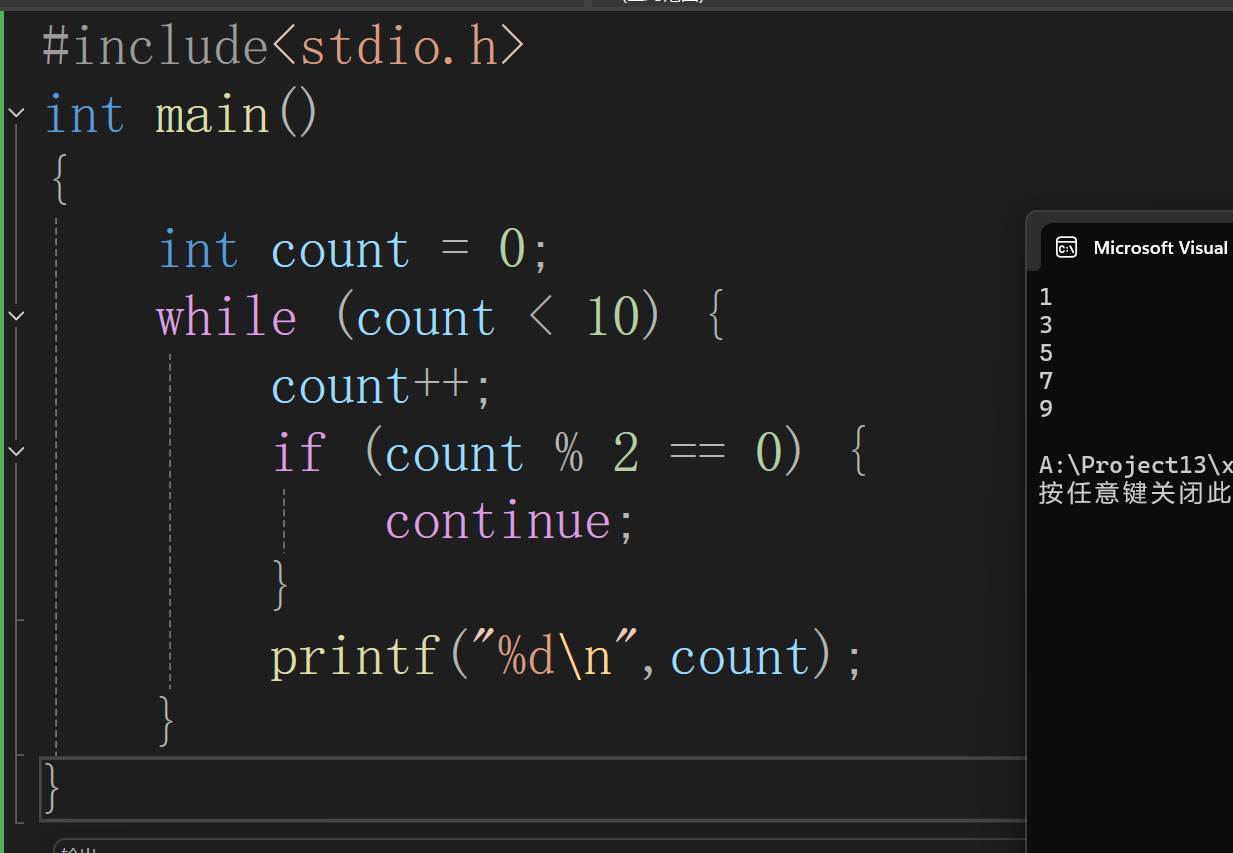 #include<stdio.h>
int main()
{
int count = 0;
while (count < 10) {
count++;
if (count % 2 == 0) {
continue;
}
printf("%d\n",count);
}
}
Microsoft Visual
1
3
5
7
9
A:\Project13\x
按任意键关闭此